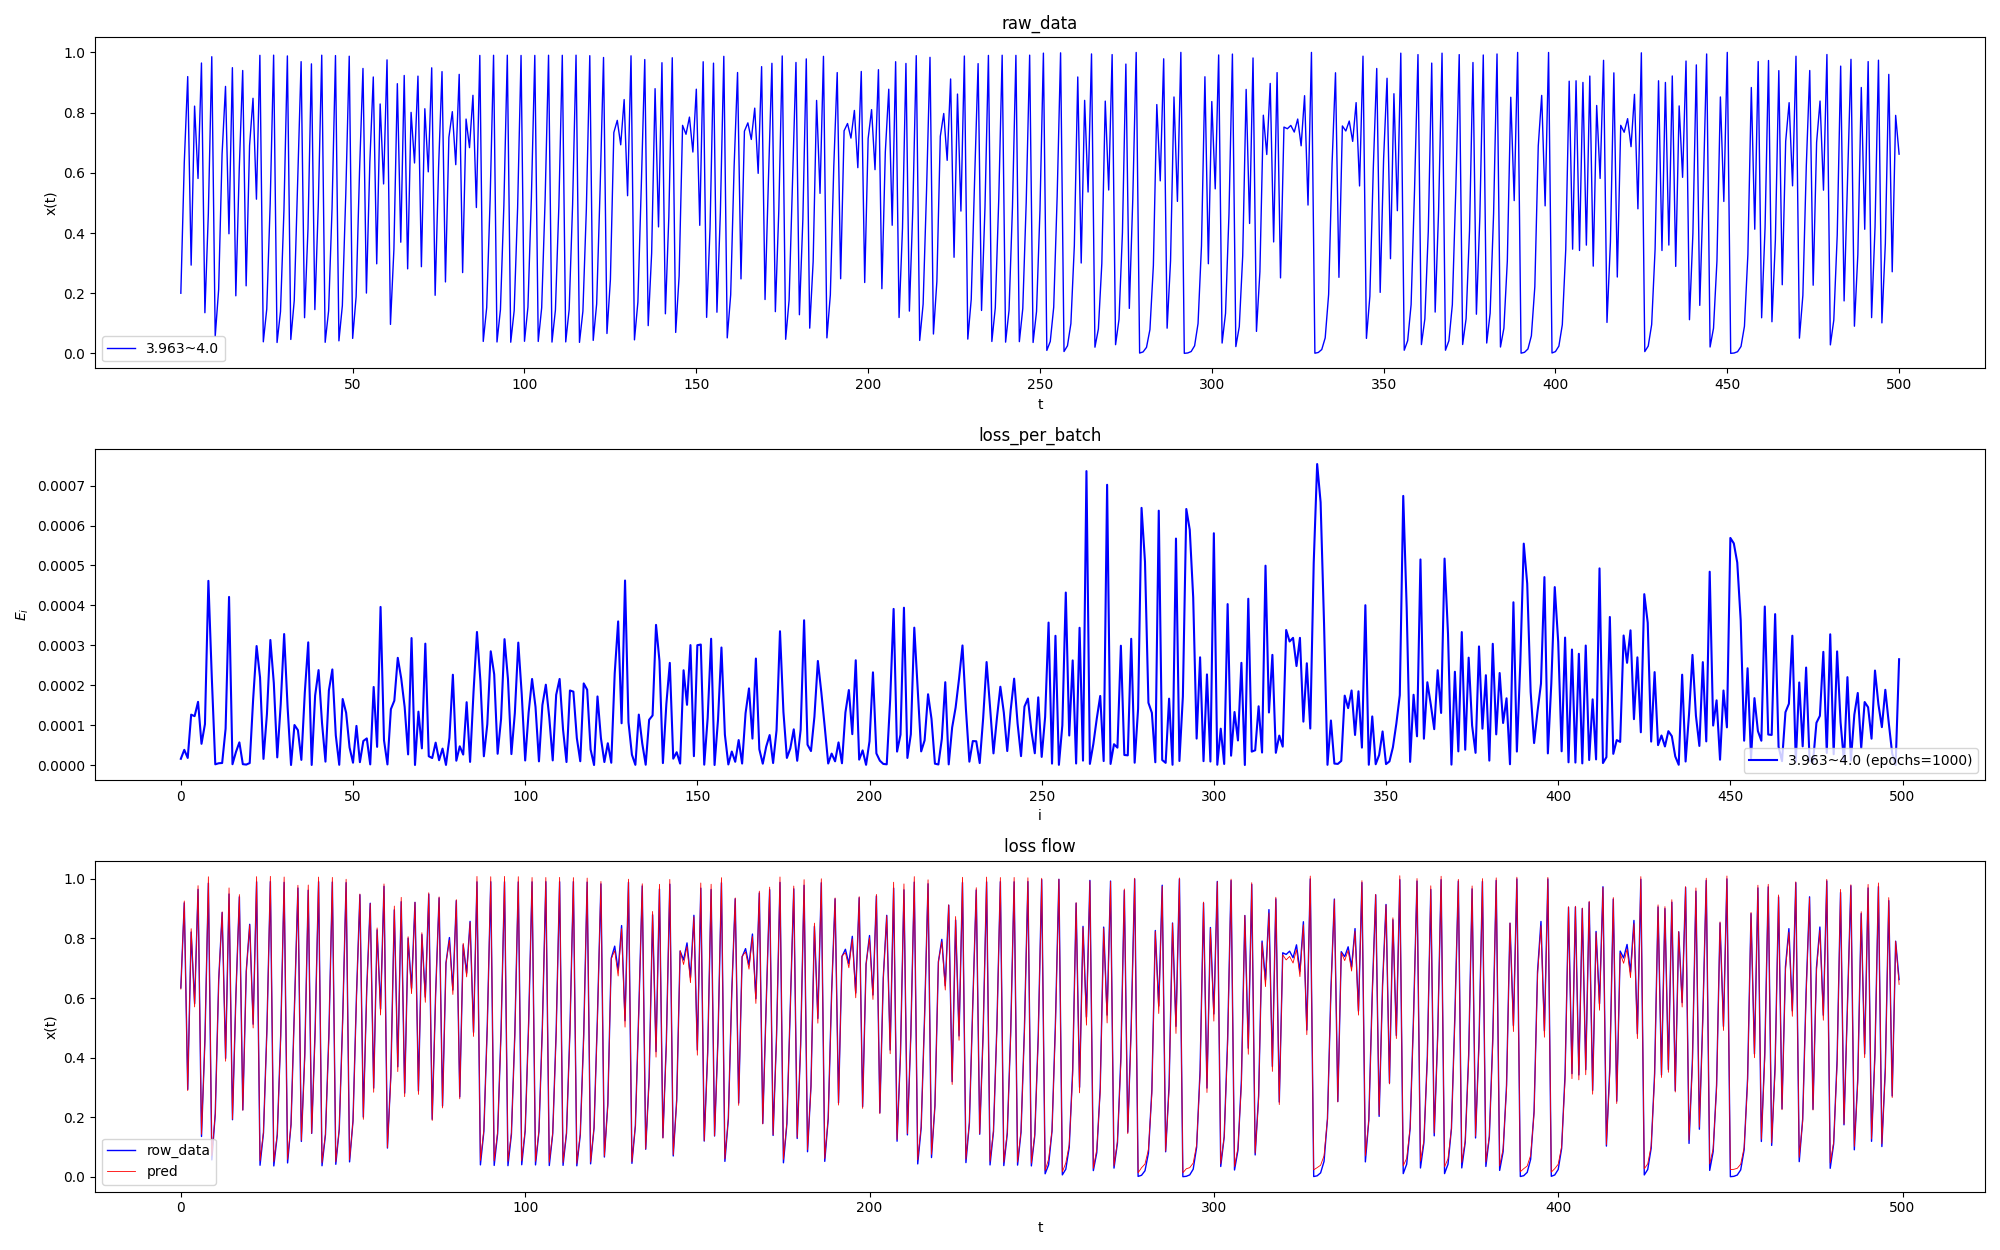 raw_data
1.0
0.8
0.6
0.4
0.2
0.0
x(t)
3.963~4.0
50 100 150 200 250 300 350 400 450 500
t
loss_per_batch
0.0007
0.0006
0.0005
0.0004
0.0003
0.0002
0.0001
0.0000
E_i
3.963~4.0 (epochs=1000)
0 50 100 150 200 250 300 350 400 450 500
i
loss flow
1.0
0.8
0.6
0.4
0.2
0.0
x(t)
row_data
pred
0 100 200 300 400 500
t